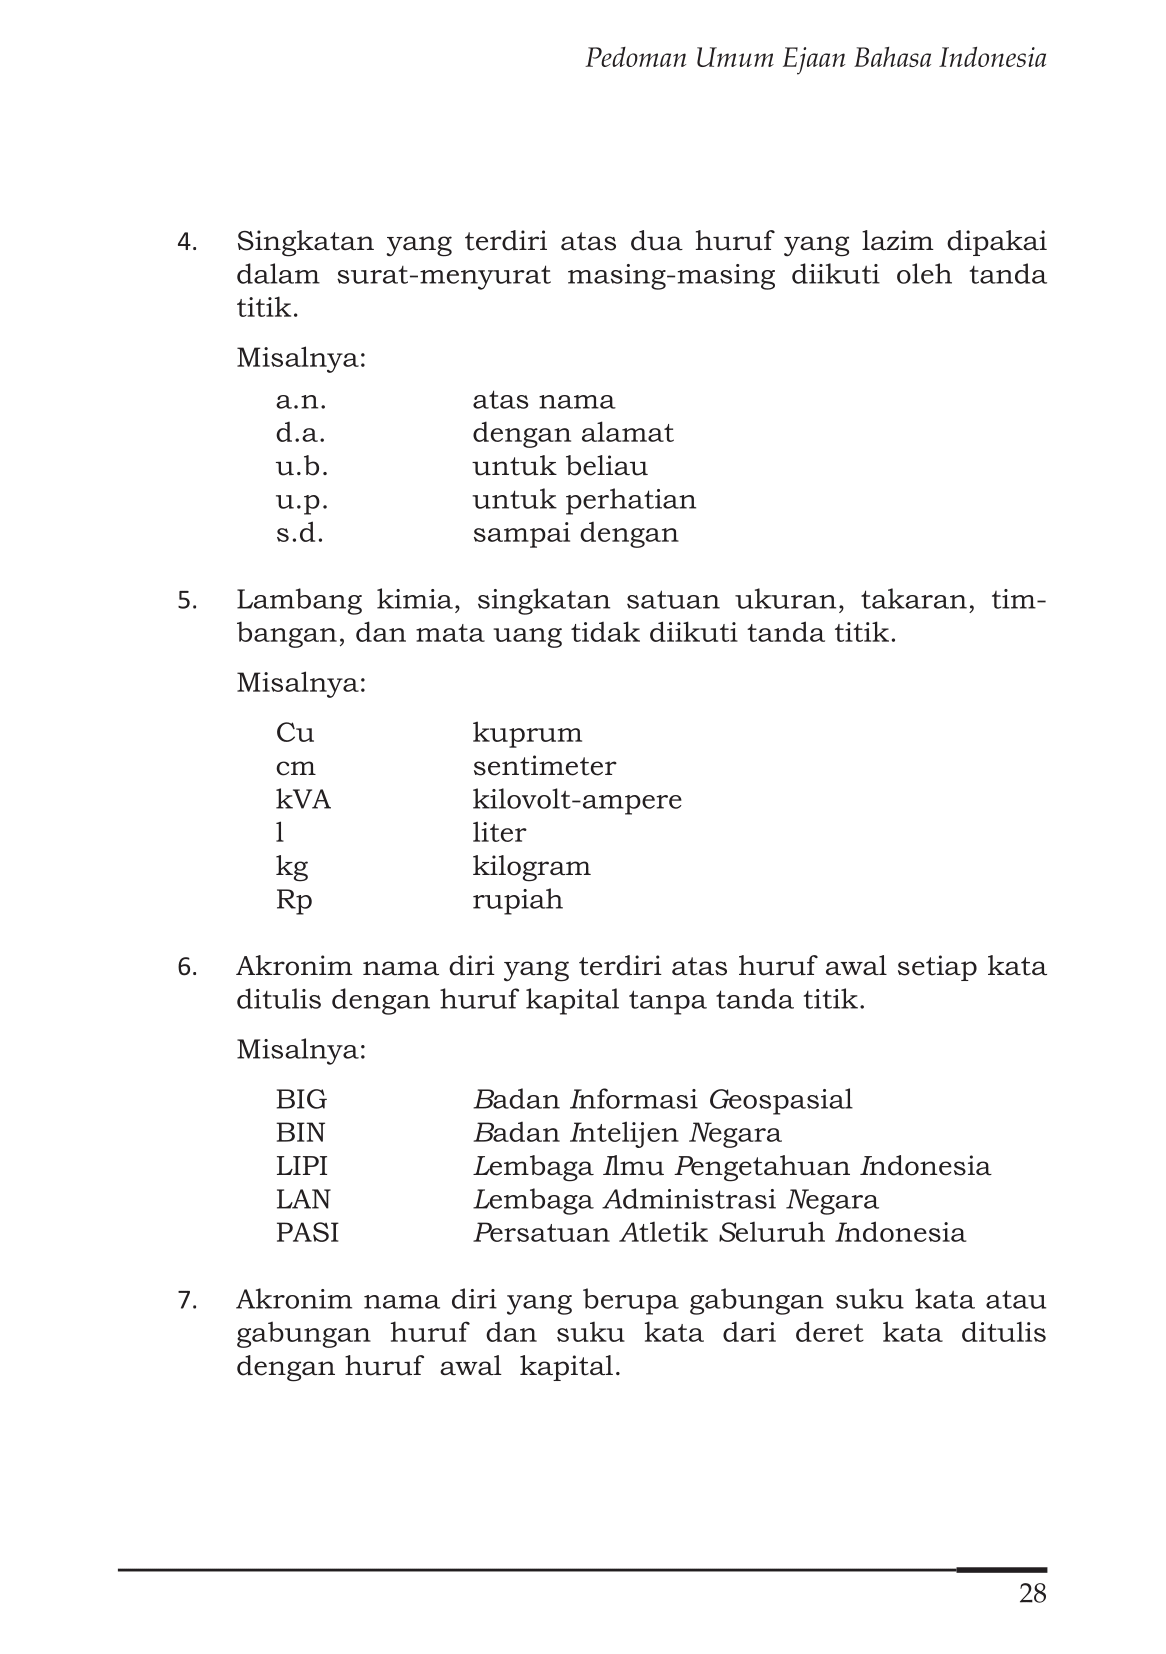 Pedoman Umum Ejaan Bahasa Indonesia
4. Singkatan yang terdiri atas dua huruf yang lazim dipakai
dalam surat-menyurat masing-masing diikuti oleh tanda
titik.
Misalnya:
a.n. atas nama
d.a. dengan alamat
u.b. untuk beliau
u.p. untuk perhatian
s.d. sampai dengan
5. Lambang kimia, singkatan satuan ukuran, takaran, tim-
bangan, dan mata uang tidak diikuti tanda titik.
Misalnya:
Cu kuprum
cm sentimeter
kVA kilovolt-ampere
l liter
kg kilogram
Rp rupiah
6. Akronim nama diri yang terdiri atas huruf awal setiap kata
ditulis dengan huruf kapital tanpa tanda titik.
Misalnya:
BIG Badan Informasi Geospasial
BIN Badan Intelijen Negara
LIPI Lembaga Ilmu Pengetahuan Indonesia
LAN Lembaga Administrasi Negara
PASI Persatuan Atletik Seluruh Indonesia
7. Akronim nama diri yang berupa gabungan suku kata atau
gabungan huruf dan suku kata dari deret kata ditulis
dengan huruf awal kapital.
28